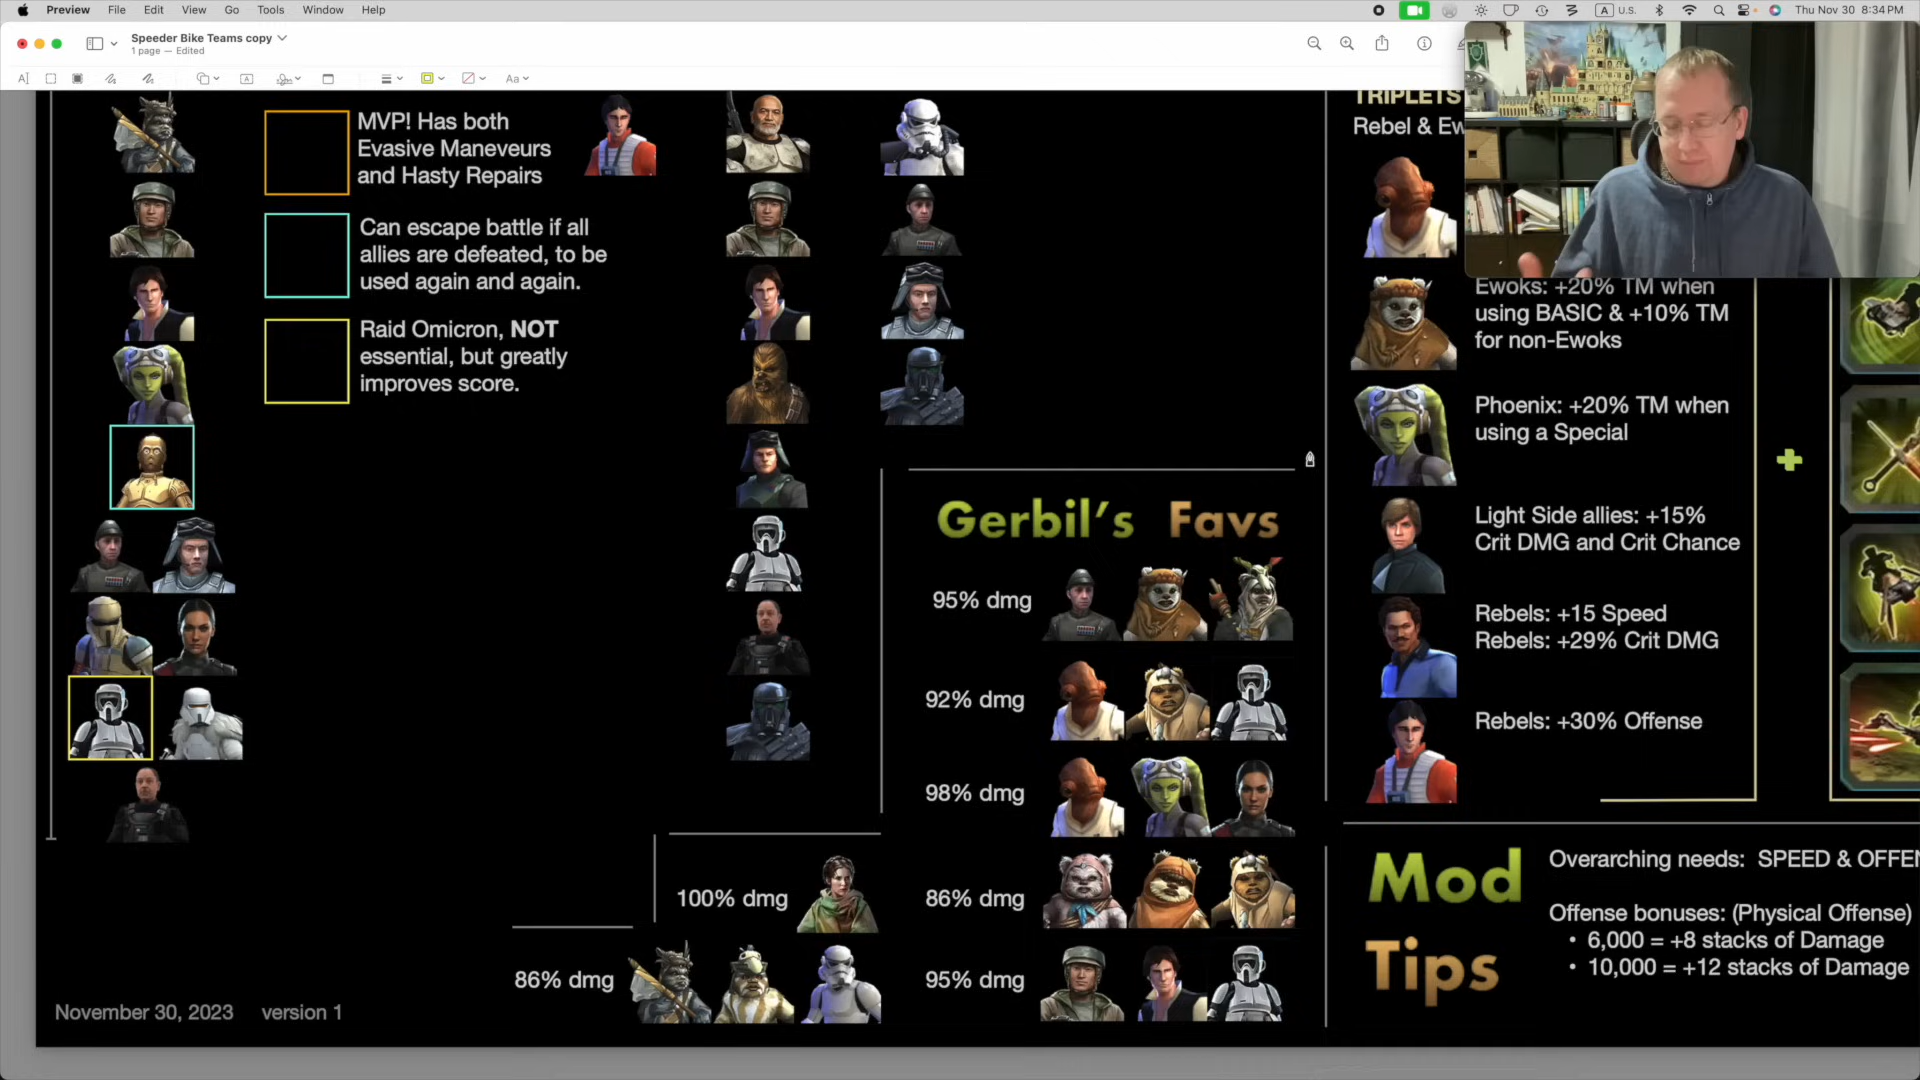 Preview File Edit View Go Tools Window Help
U.S. Thu Nov 30 8:34 PM
Speeder Bike Teams copy
1 page — Edited
Aa
MVP! Has both
Evasive Maneveurs
and Hasty Repairs
Can escape battle if all
allies are defeated, to be
used again and again.
Raid Omicron, NOT
essential, but greatly
improves score.
TRIPLETS
Rebel & Ew
Ewoks: +20% TM when
using BASIC & +10% TM
for non-Ewoks
Phoenix: +20% TM when
using a Special
Light Side allies: +15%
Crit DMG and Crit Chance
Rebels: +15 Speed
Rebels: +29% Crit DMG
Rebels: +30% Offense
Gerbil's Favs
95% dmg
92% dmg
98% dmg
86% dmg
95% dmg
100% dmg
86% dmg
Mod
Tips
Overarching needs: SPEED & OFFEN
Offense bonuses: (Physical Offense)
• 6,000 = +8 stacks of Damage
• 10,000 = +12 stacks of Damage
November 30, 2023 version 1